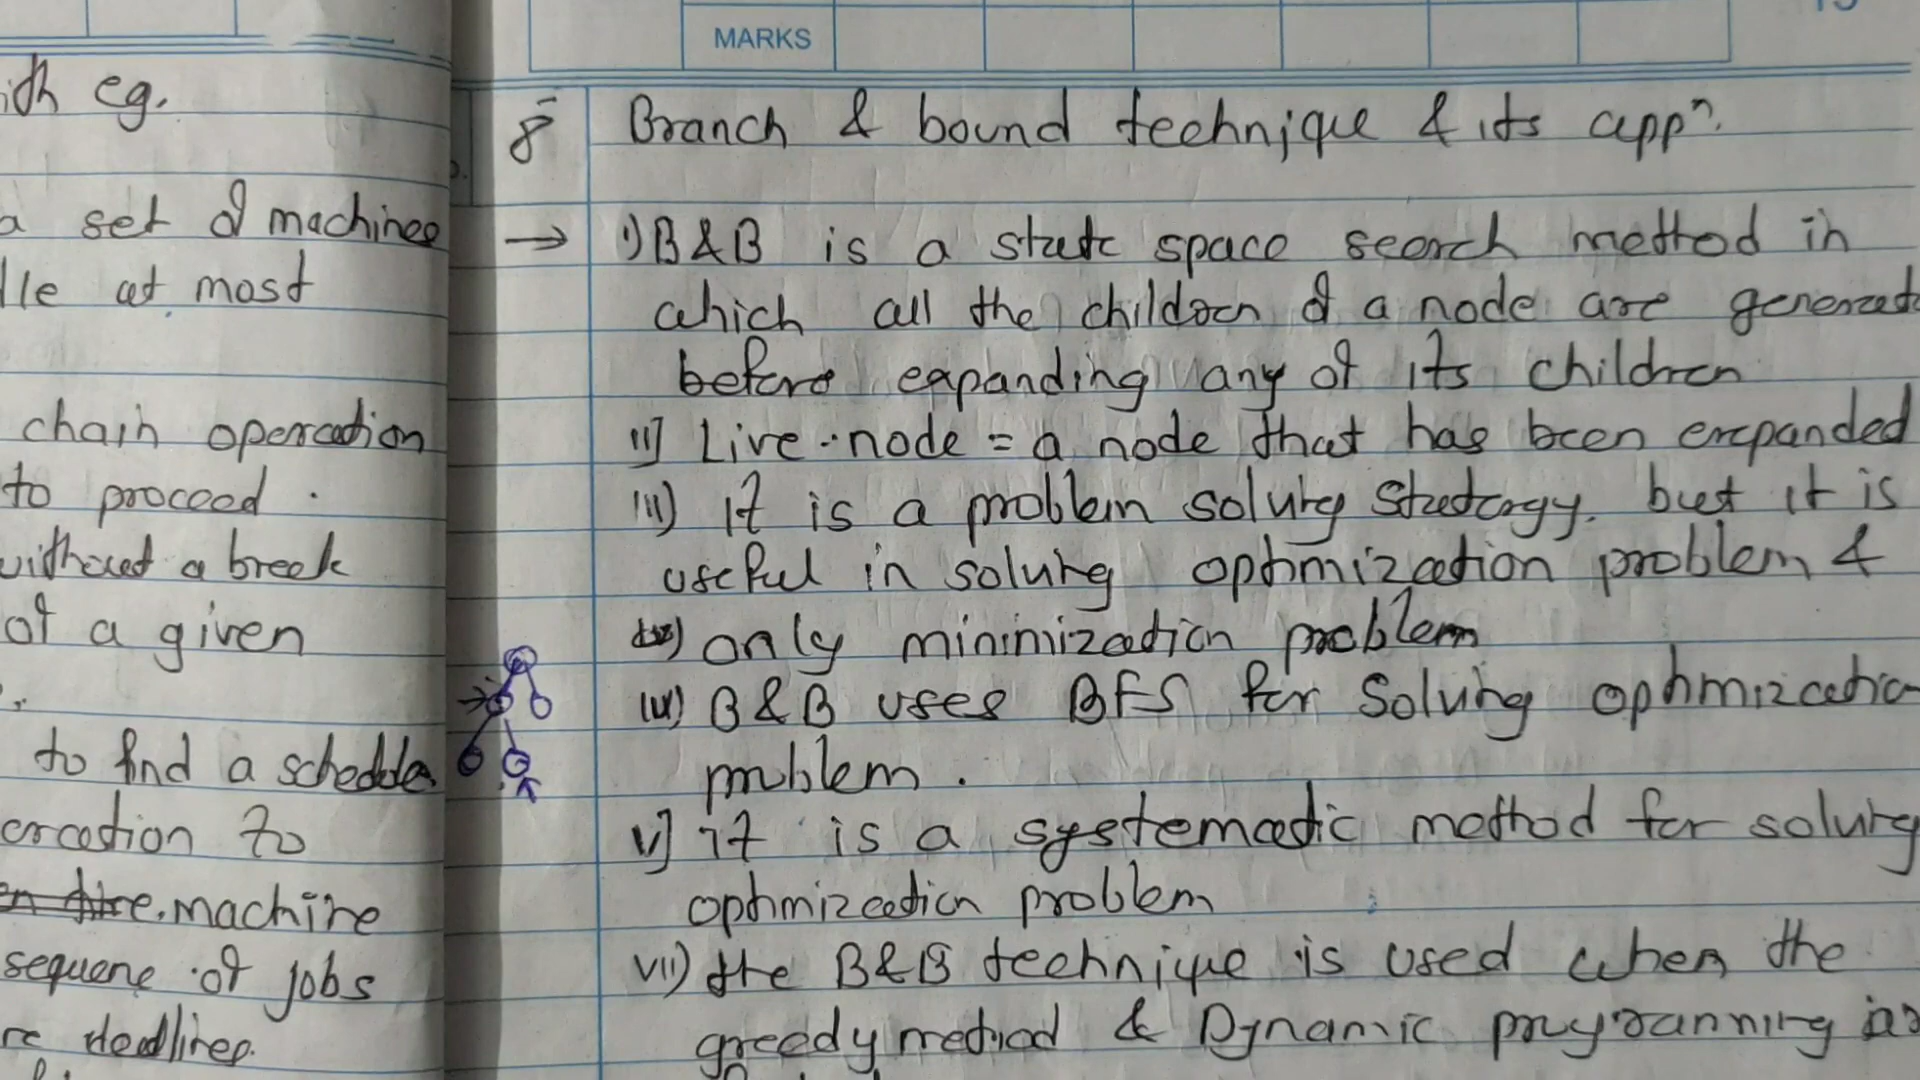 MARKS
ith eg.
a set of machines
lle at most
chain operation
to proceed.
without a break
of a given
to find a schedule
eration to
machine
sequene of jobs
re deadlines.
8 Branch & bound technique & its appn.
→ i) B&B is a state space search method in
which all the children of a node are generat
before expanding any of its children
ii] Live node = a node that has been expanded
iii) it is a problem solving stratergy. but it is
useful in solving optimization problem &
only minimization problem
iv) B&B uses BFS for Solving optimizatio
problem.
v] it is a systematic method for solving
optimization problem
vii) the B&B technique is used when the
greedy method & Dynamic programming is